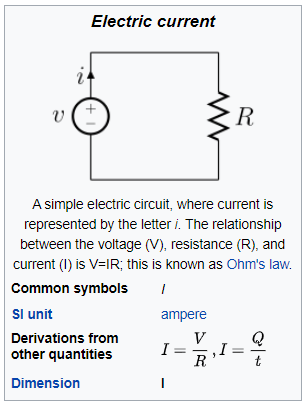 Electric current
i
v
+
−
R
A simple electric circuit, where current is
represented by the letter i. The relationship
between the voltage (V), resistance (R), and
current (I) is V=IR; this is known as Ohm's law.
Common symbols I
SI unit ampere
Derivations from other quantities I = V/R , I = Q/t
Dimension I